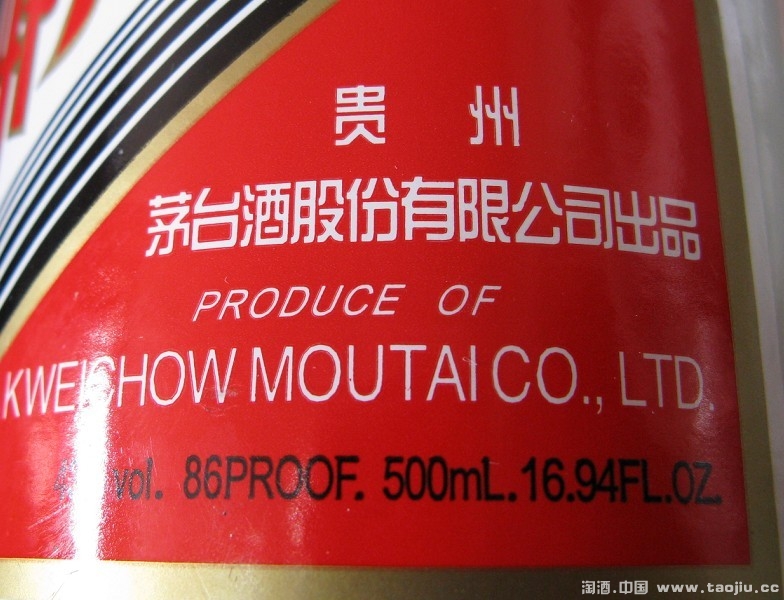 贵州
茅台酒股份有限公司出品
PRODUCE OF
KWEICHOW MOUTAI CO., LTD.
vol. 86PROOF. 500mL. 16.94FL.OZ.
淘酒.中国 www.taojiu.cc